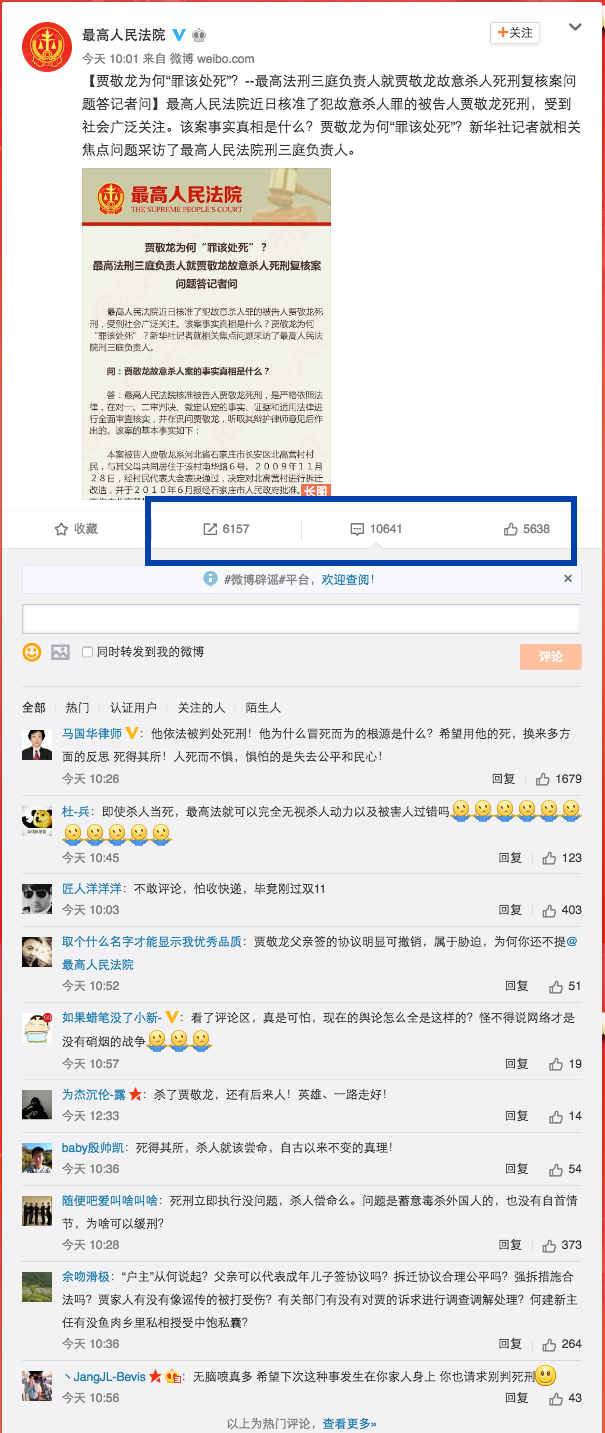 最高人民法院
+关注
今天 10:01 来自 微博 weibo.com
【贾敬龙为何“罪该处死”？--最高法刑三庭负责人就贾敬龙故意杀人死刑复核案问
题答记者问】最高人民法院近日核准了犯故意杀人罪的被告人贾敬龙死刑，受到
社会广泛关注。该案事实真相是什么？贾敬龙为何“罪该处死”？新华社记者就相关
焦点问题采访了最高人民法院刑三庭负责人。
最高人民法院
THE SUPREME PEOPLE'S COURT
贾敬龙为何“罪该处死”？
最高法刑三庭负责人就贾敬龙故意杀人死刑复核案
问题答记者问
最高人民法院近日核准了犯故意杀人罪的被告人贾敬龙死
刑，受到社会广泛关注。该案事实真相是什么？贾敬龙为何
“罪该处死”？新华社记者就相关焦点问题采访了最高人民法
院刑三庭负责人。
问：贾敬龙故意杀人案的事实真相是什么？
答：最高人民法院核准被告人贾敬龙死刑，是严格依照法
律，在对一、二审判决、裁定认定的事实、证据和适用法律进
行全面审查核实，并在讯问贾敬龙，听取其辩护律师意见后作
出的。该案的基本事实如下：
本案被告人贾敬龙系河北省石家庄市长安区北高营村村
民，与其父母共同居住于该村南华路6号。2009年11月
28日，经村民代表大会表决通过，决定对北高营村进行拆迁
改造，并于2010年6月报经石家庄市人民政府批准。
长图
收藏
6157
10641
5638
#微博辟谣#平台，欢迎查阅！
×
同时转发到我的微博
评论
全部 热门 认证用户 关注的人 陌生人
马国华律师：他依法被判处死刑！他为什么冒死而为的根源是什么？希望用他的死，换来多方
面的反思 死得其所！人死而不惧，惧怕的是失去公平和民心！
今天 10:26 回复 1679
杜-兵：即使杀人当死，最高法就可以完全无视杀人动力以及被害人过错吗
今天 10:45 回复 123
匠人洋洋洋：不敢评论，怕收快递，毕竟刚过双11
今天 10:03 回复 403
取个什么名字才能显示我优秀品质：贾敬龙父亲签的协议明显可撤销，属于胁迫，为何你还不提@
最高人民法院
今天 10:52 回复 51
如果蜡笔没了小新-：看了评论区，真是可怕，现在的舆论怎么全是这样的？怪不得说网络才是
没有硝烟的战争
今天 10:57 回复 19
为杰沉伦-露：杀了贾敬龙，还有后来人！英雄、一路走好！
今天 12:33 回复 14
baby殷帅凯：死得其所，杀人就该尝命，自古以来不变的真理！
今天 10:36 回复 54
随便吧爱叫啥叫啥：死刑立即执行没问题，杀人偿命么。问题是蓄意毒杀外国人的，也没有自首情
节，为啥可以缓刑？
今天 10:28 回复 373
余吻滑极：“户主”从何说起？父亲可以代表成年儿子签协议吗？拆迁协议合理公平吗？强拆措施合
法吗？贾家人有没有像谣传的被打受伤？有关部门有没有对贾的诉求进行调查调解处理？何建新主
任有没鱼肉乡里私相授受中饱私囊？
今天 10:36 回复 264
丶JangJL-Bevis：无脑喷真多 希望下次这种事发生在你家人身上 你也请求别判死刑
今天 10:56 回复 43
以上为热门评论，查看更多»